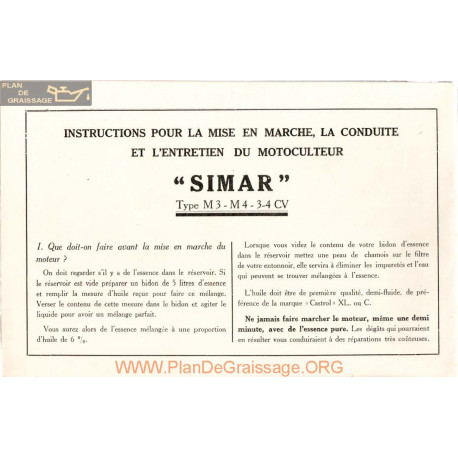 PLAN
DE
GRAISSAGE
INSTRUCTIONS POUR LA MISE EN MARCHE, LA CONDUITE
ET L'ENTRETIEN DU MOTOCULTEUR
“SIMAR”
Type M 3 - M 4 - 3-4 CV
1. Que doit-on faire avant la mise en marche du
moteur ?
On doit regarder s'il y a de l'essence dans le réservoir. Si
le réservoir est vide préparer un bidon de 5 litres d'essence
et remplir la mesure d'huile reçue pour faire ce mélange.
Verser le contenu de cette mesure dans le bidon et agiter le
liquide pour avoir un mélange parfait.
Vous aurez alors de l'essence mélangée à une proportion
d'huile de 6 %.
Lorsque vous videz le contenu de votre bidon d'essence
dans le réservoir mettez une peau de chamois sur le filtre
de votre entonnoir, elle servira à éliminer les impuretés et l'eau
qui peuvent se trouver mélangés à l'essence.
L'huile doit être de première qualité, demi-fluide, de pré-
férence de la marque «Castrol» XL. ou C.
Ne jamais faire marcher le moteur, même une demi
minute, avec de l'essence pure. Les dégâts qui pourraient
en résulter vous conduiraient à des réparations très coûteuses.
www.PlanDeGraissage.ORG